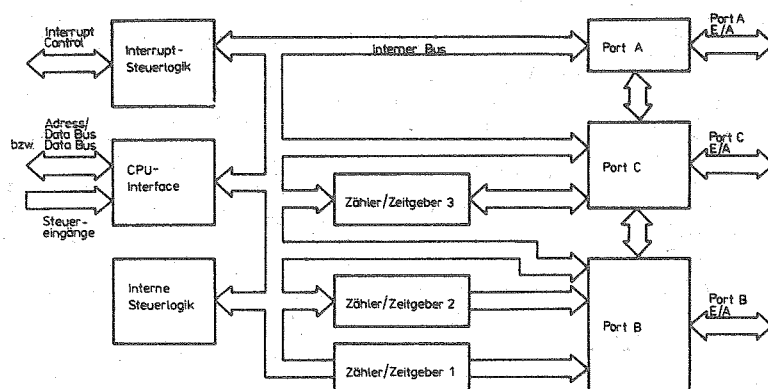 Interrupt
Control
Interrupt-
Steuerlogik
Interner Bus
Port A
Port A
E/A
Adress/
Data Bus
bzw. Data Bus
CPU-
Interface
Steuer-
eingänge
Port C
Port C
E/A
Zähler/Zeitgeber 3
Interne
Steuerlogik
Zähler/Zeitgeber 2
Port B
Port B
E/A
Zähler/Zeitgeber 1